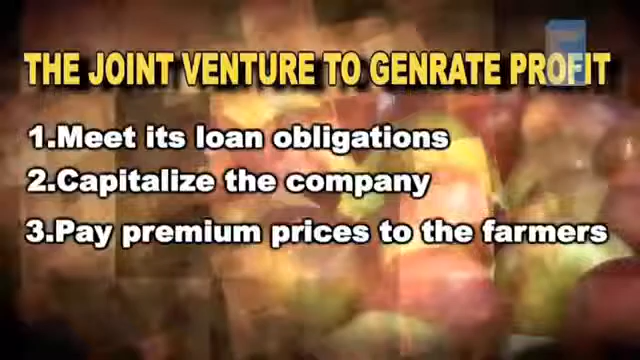 THE JOINT VENTURE TO GENRATE PROFIT
1.Meet its loan obligations
2.Capitalize the company
3.Pay premium prices to the farmers